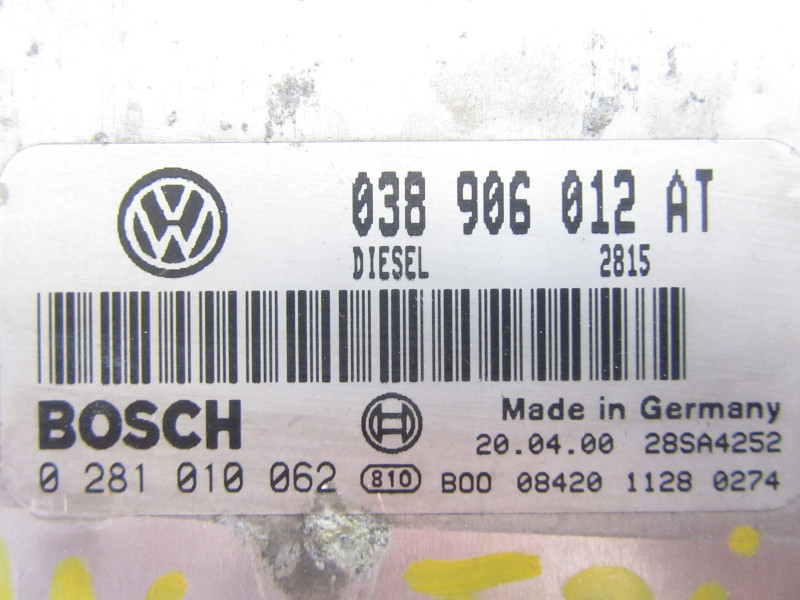 038 906 012 AT
DIESEL 2815
BOSCH
Made in Germany
20.04.00 28SA4252
0 281 010 062 810 B00 08420 1128 0274